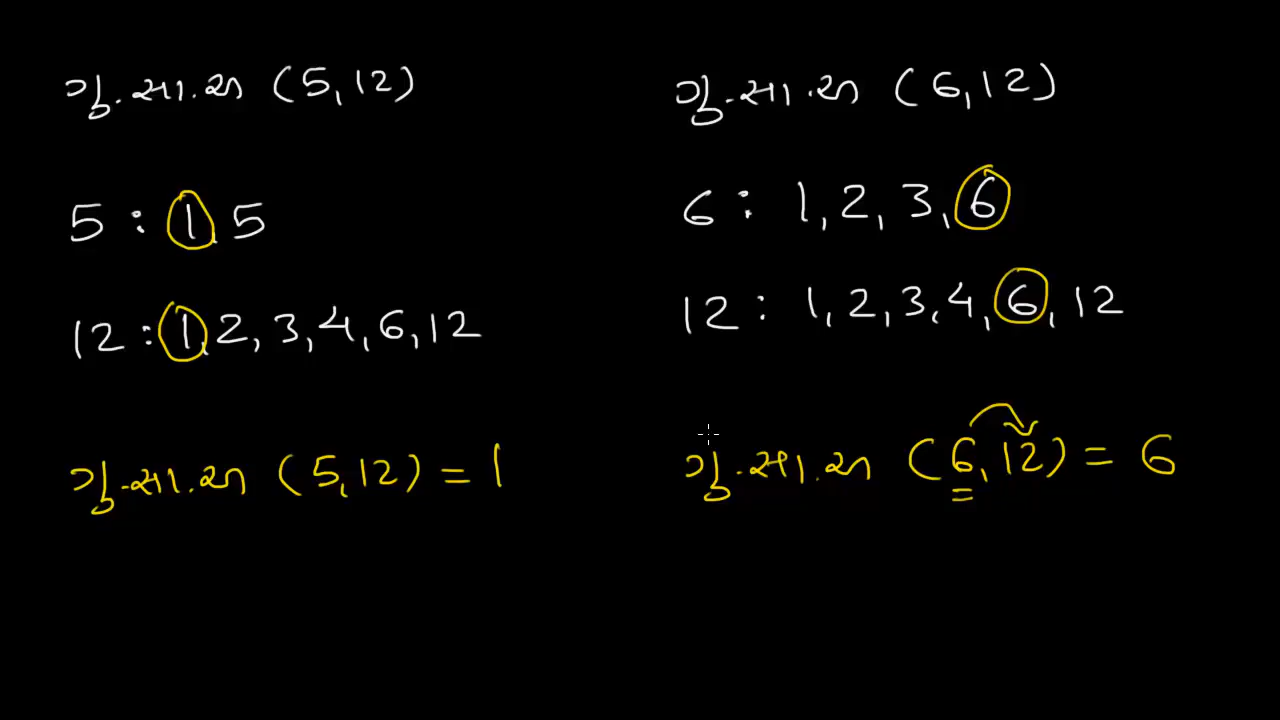 ગુ.સા.અ (5,12)
5 : 1, 5
12 : 1, 2, 3, 4, 6, 12
ગુ.સા.અ (5,12) = 1
ગુ.સા.અ (6,12)
6 : 1, 2, 3, 6
12 : 1, 2, 3, 4, 6, 12
ગુ.સા.અ (6,12) = 6